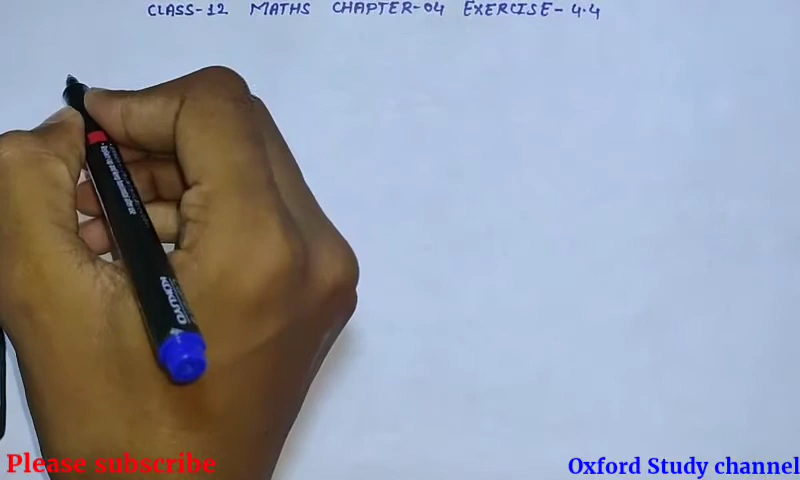 CLASS-12 MATHS CHAPTER-04 EXERCISE-4.4
Please subscribe
Oxford Study channel